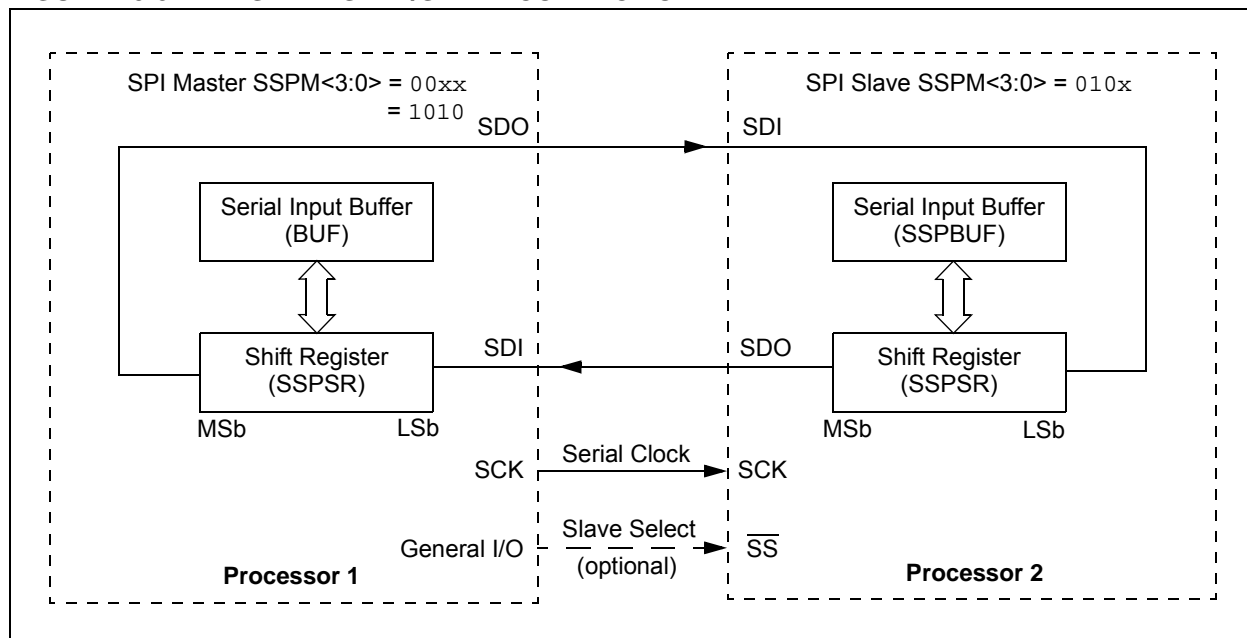 SPI Master SSPM<3:0> = 00xx
= 1010
SPI Slave SSPM<3:0> = 010x
SDO
SDI
Serial Input Buffer
(BUF)
Serial Input Buffer
(SSPBUF)
Shift Register
(SSPSR)
SDI
SDO
Shift Register
(SSPSR)
MSb
LSb
MSb
LSb
SCK
Serial Clock
SCK
General I/O
Slave Select
(optional)
S̅S̅
Processor 1
Processor 2